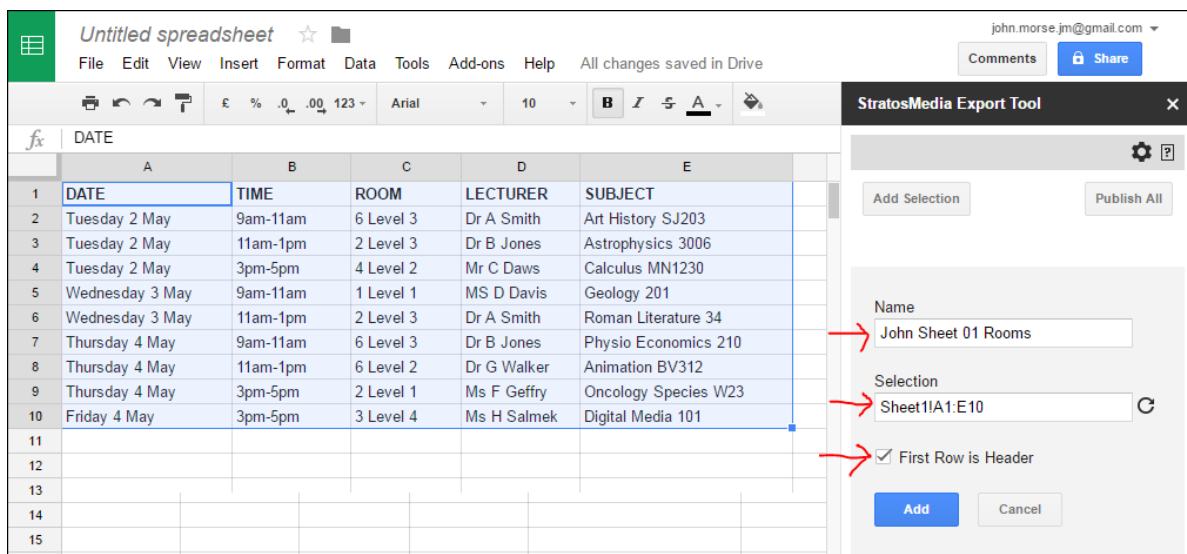 Untitled spreadsheet
john.morse.jm@gmail.com
File Edit View Insert Format Data Tools Add-ons Help All changes saved in Drive
Comments Share
£ % .0 .00 123 Arial 10 B I S A
StratosMedia Export Tool ×
fx DATE
?
A B C D E
1 DATE TIME ROOM LECTURER SUBJECT
2 Tuesday 2 May 9am-11am 6 Level 3 Dr A Smith Art History SJ203
3 Tuesday 2 May 11am-1pm 2 Level 3 Dr B Jones Astrophysics 3006
4 Tuesday 2 May 3pm-5pm 4 Level 2 Mr C Daws Calculus MN1230
5 Wednesday 3 May 9am-11am 1 Level 1 MS D Davis Geology 201
6 Wednesday 3 May 11am-1pm 2 Level 3 Dr A Smith Roman Literature 34
7 Thursday 4 May 9am-11am 6 Level 3 Dr B Jones Physio Economics 210
8 Thursday 4 May 11am-1pm 6 Level 2 Dr G Walker Animation BV312
9 Thursday 4 May 3pm-5pm 2 Level 1 Ms F Geffry Oncology Species W23
10 Friday 4 May 3pm-5pm 3 Level 4 Ms H Salmek Digital Media 101
11
12
13
14
15
Add Selection Publish All
Name
John Sheet 01 Rooms
Selection
Sheet1!A1:E10
First Row is Header
Add Cancel